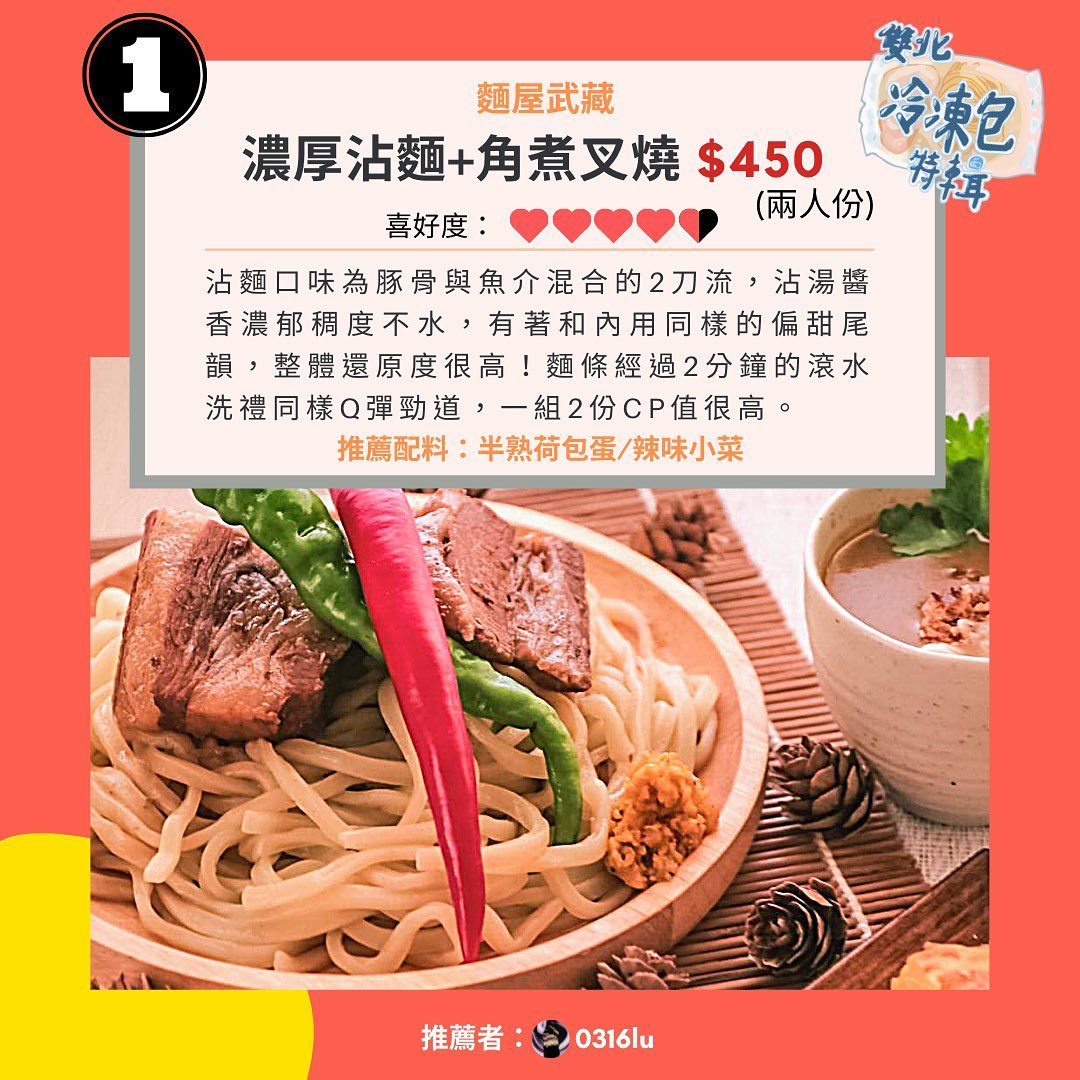 1
雙北
冷凍包
特輯
麵屋武藏
濃厚沾麵+角煮叉燒 $450
(兩人份)
喜好度：
沾麵口味為豚骨與魚介混合的2刀流，沾湯醬
香濃郁稠度不水，有著和內用同樣的偏甜尾
韻，整體還原度很高！麵條經過2分鐘的滾水
洗禮同樣Q彈勁道，一組2份CP值很高。
推薦配料：半熟荷包蛋/辣味小菜
推薦者： 0316lu